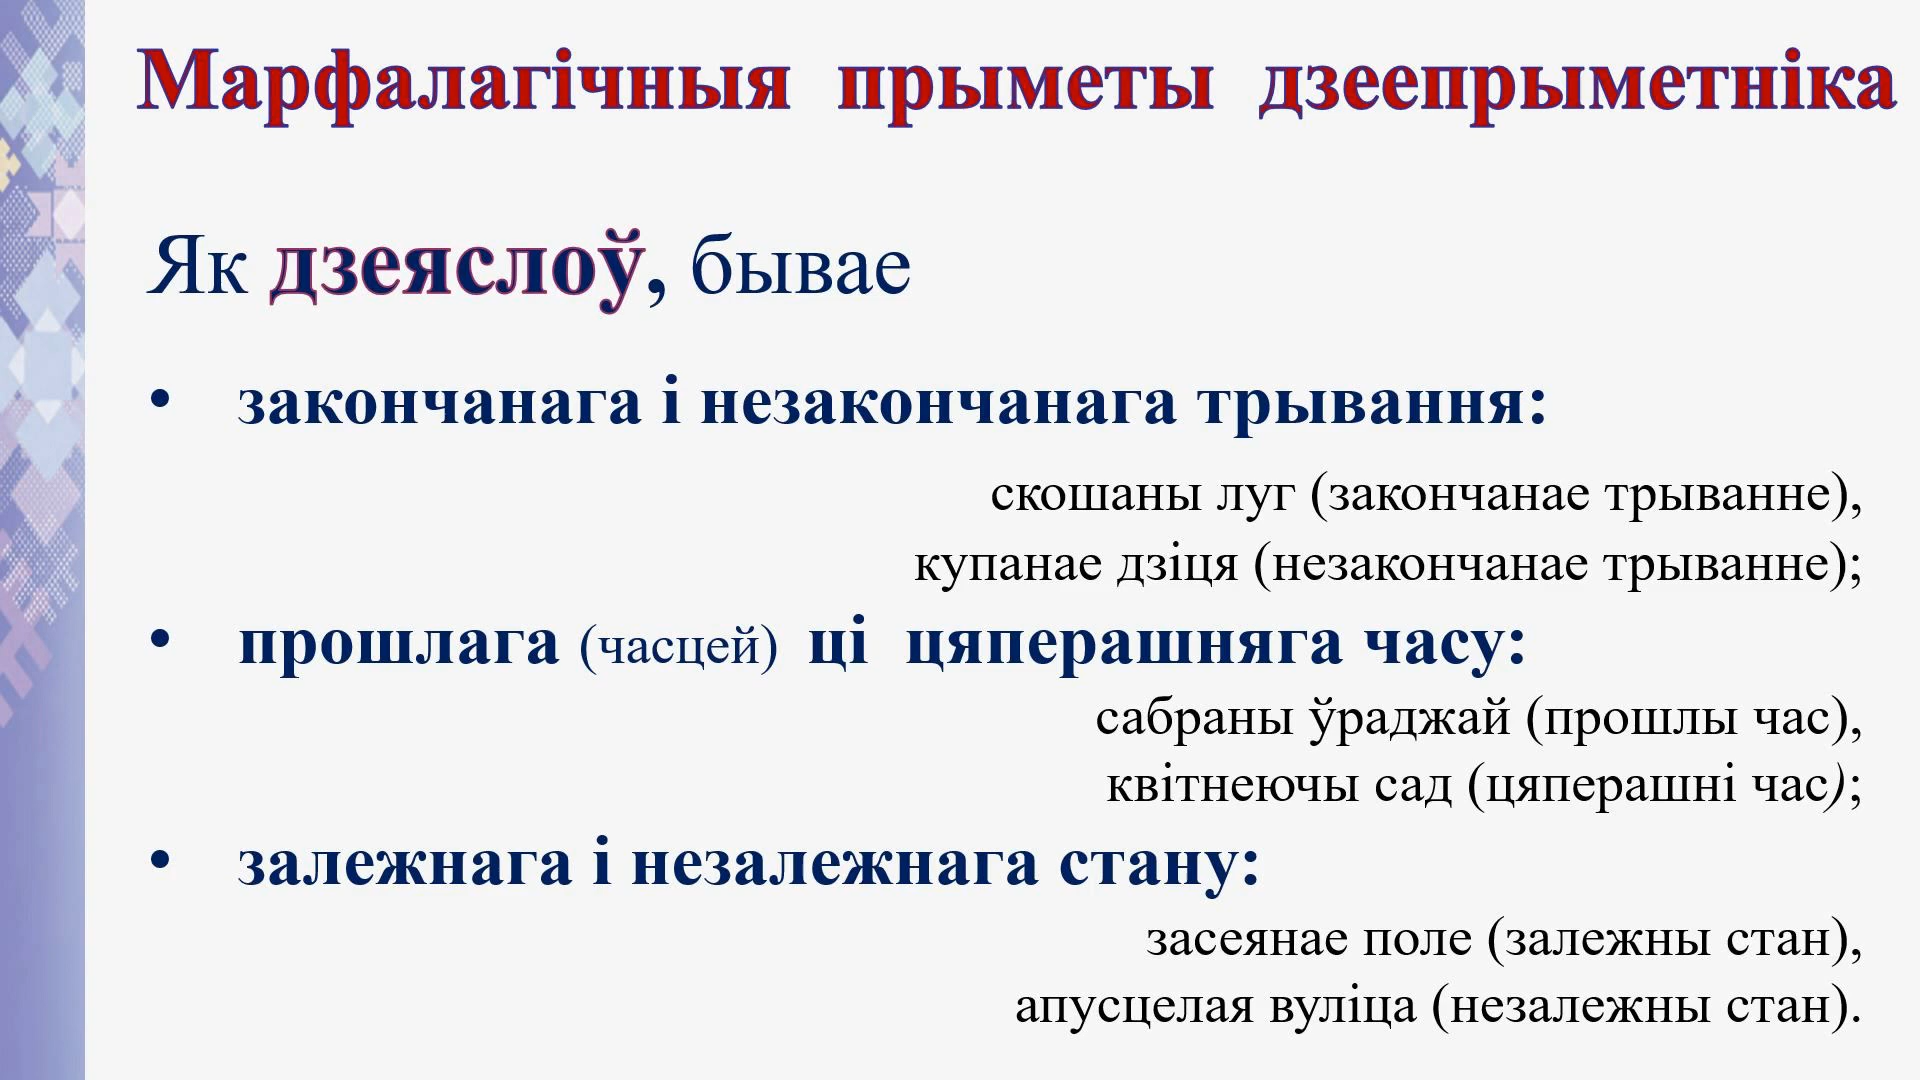 Марфалагічныя прыметы дзеепрыметніка
Як дзеяслоў, бывае
• закончанага і незакончанага трывання:
скошаны луг (закончанае трыванне),
купанае дзіця (незакончанае трыванне);
• прошлага (часцей) ці цяперашняга часу:
сабраны ўраджай (прошлы час),
квітнеючы сад (цяперашні час);
• залежнага і незалежнага стану:
засеянае поле (залежны стан),
апусцелая вуліца (незалежны стан).